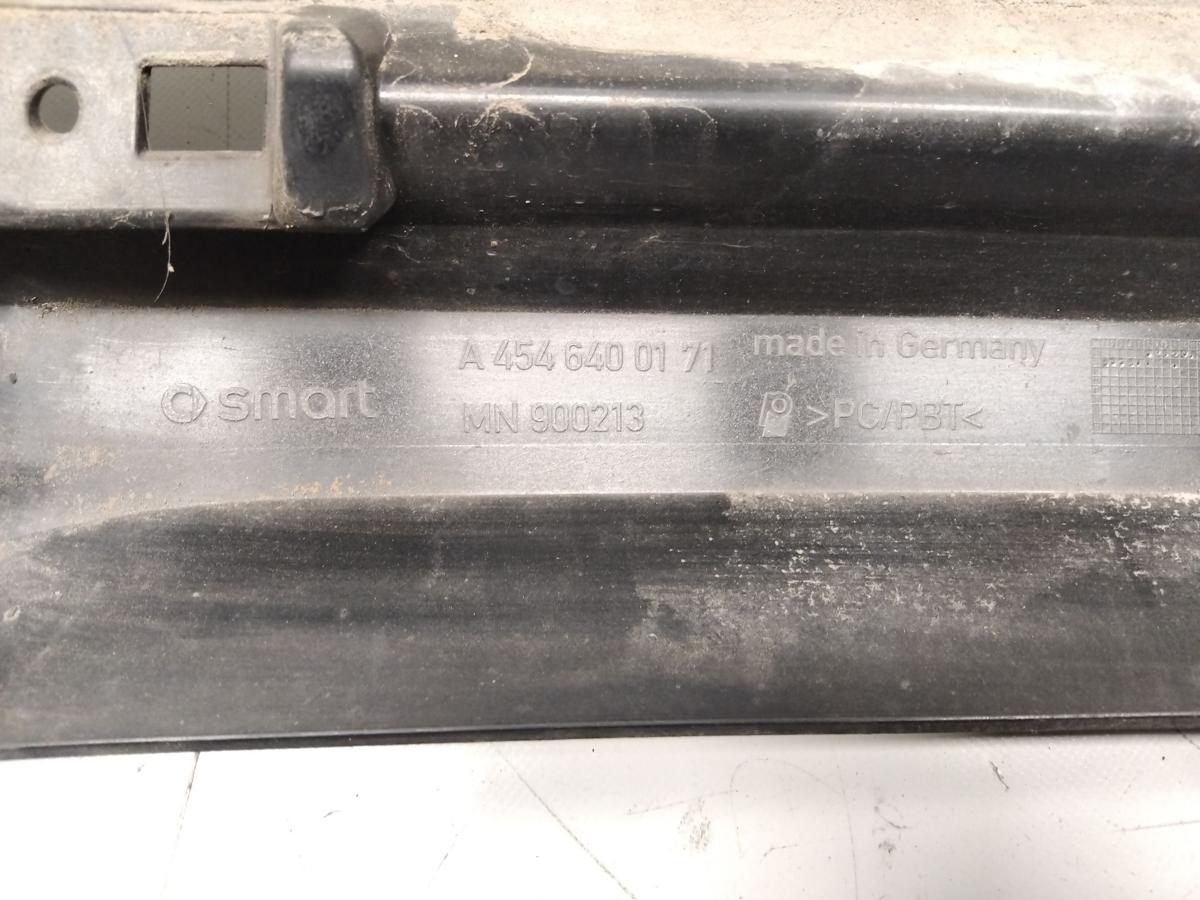 smart
A 454 640 01 71
MN 900213
made in Germany
>PC/PBT<